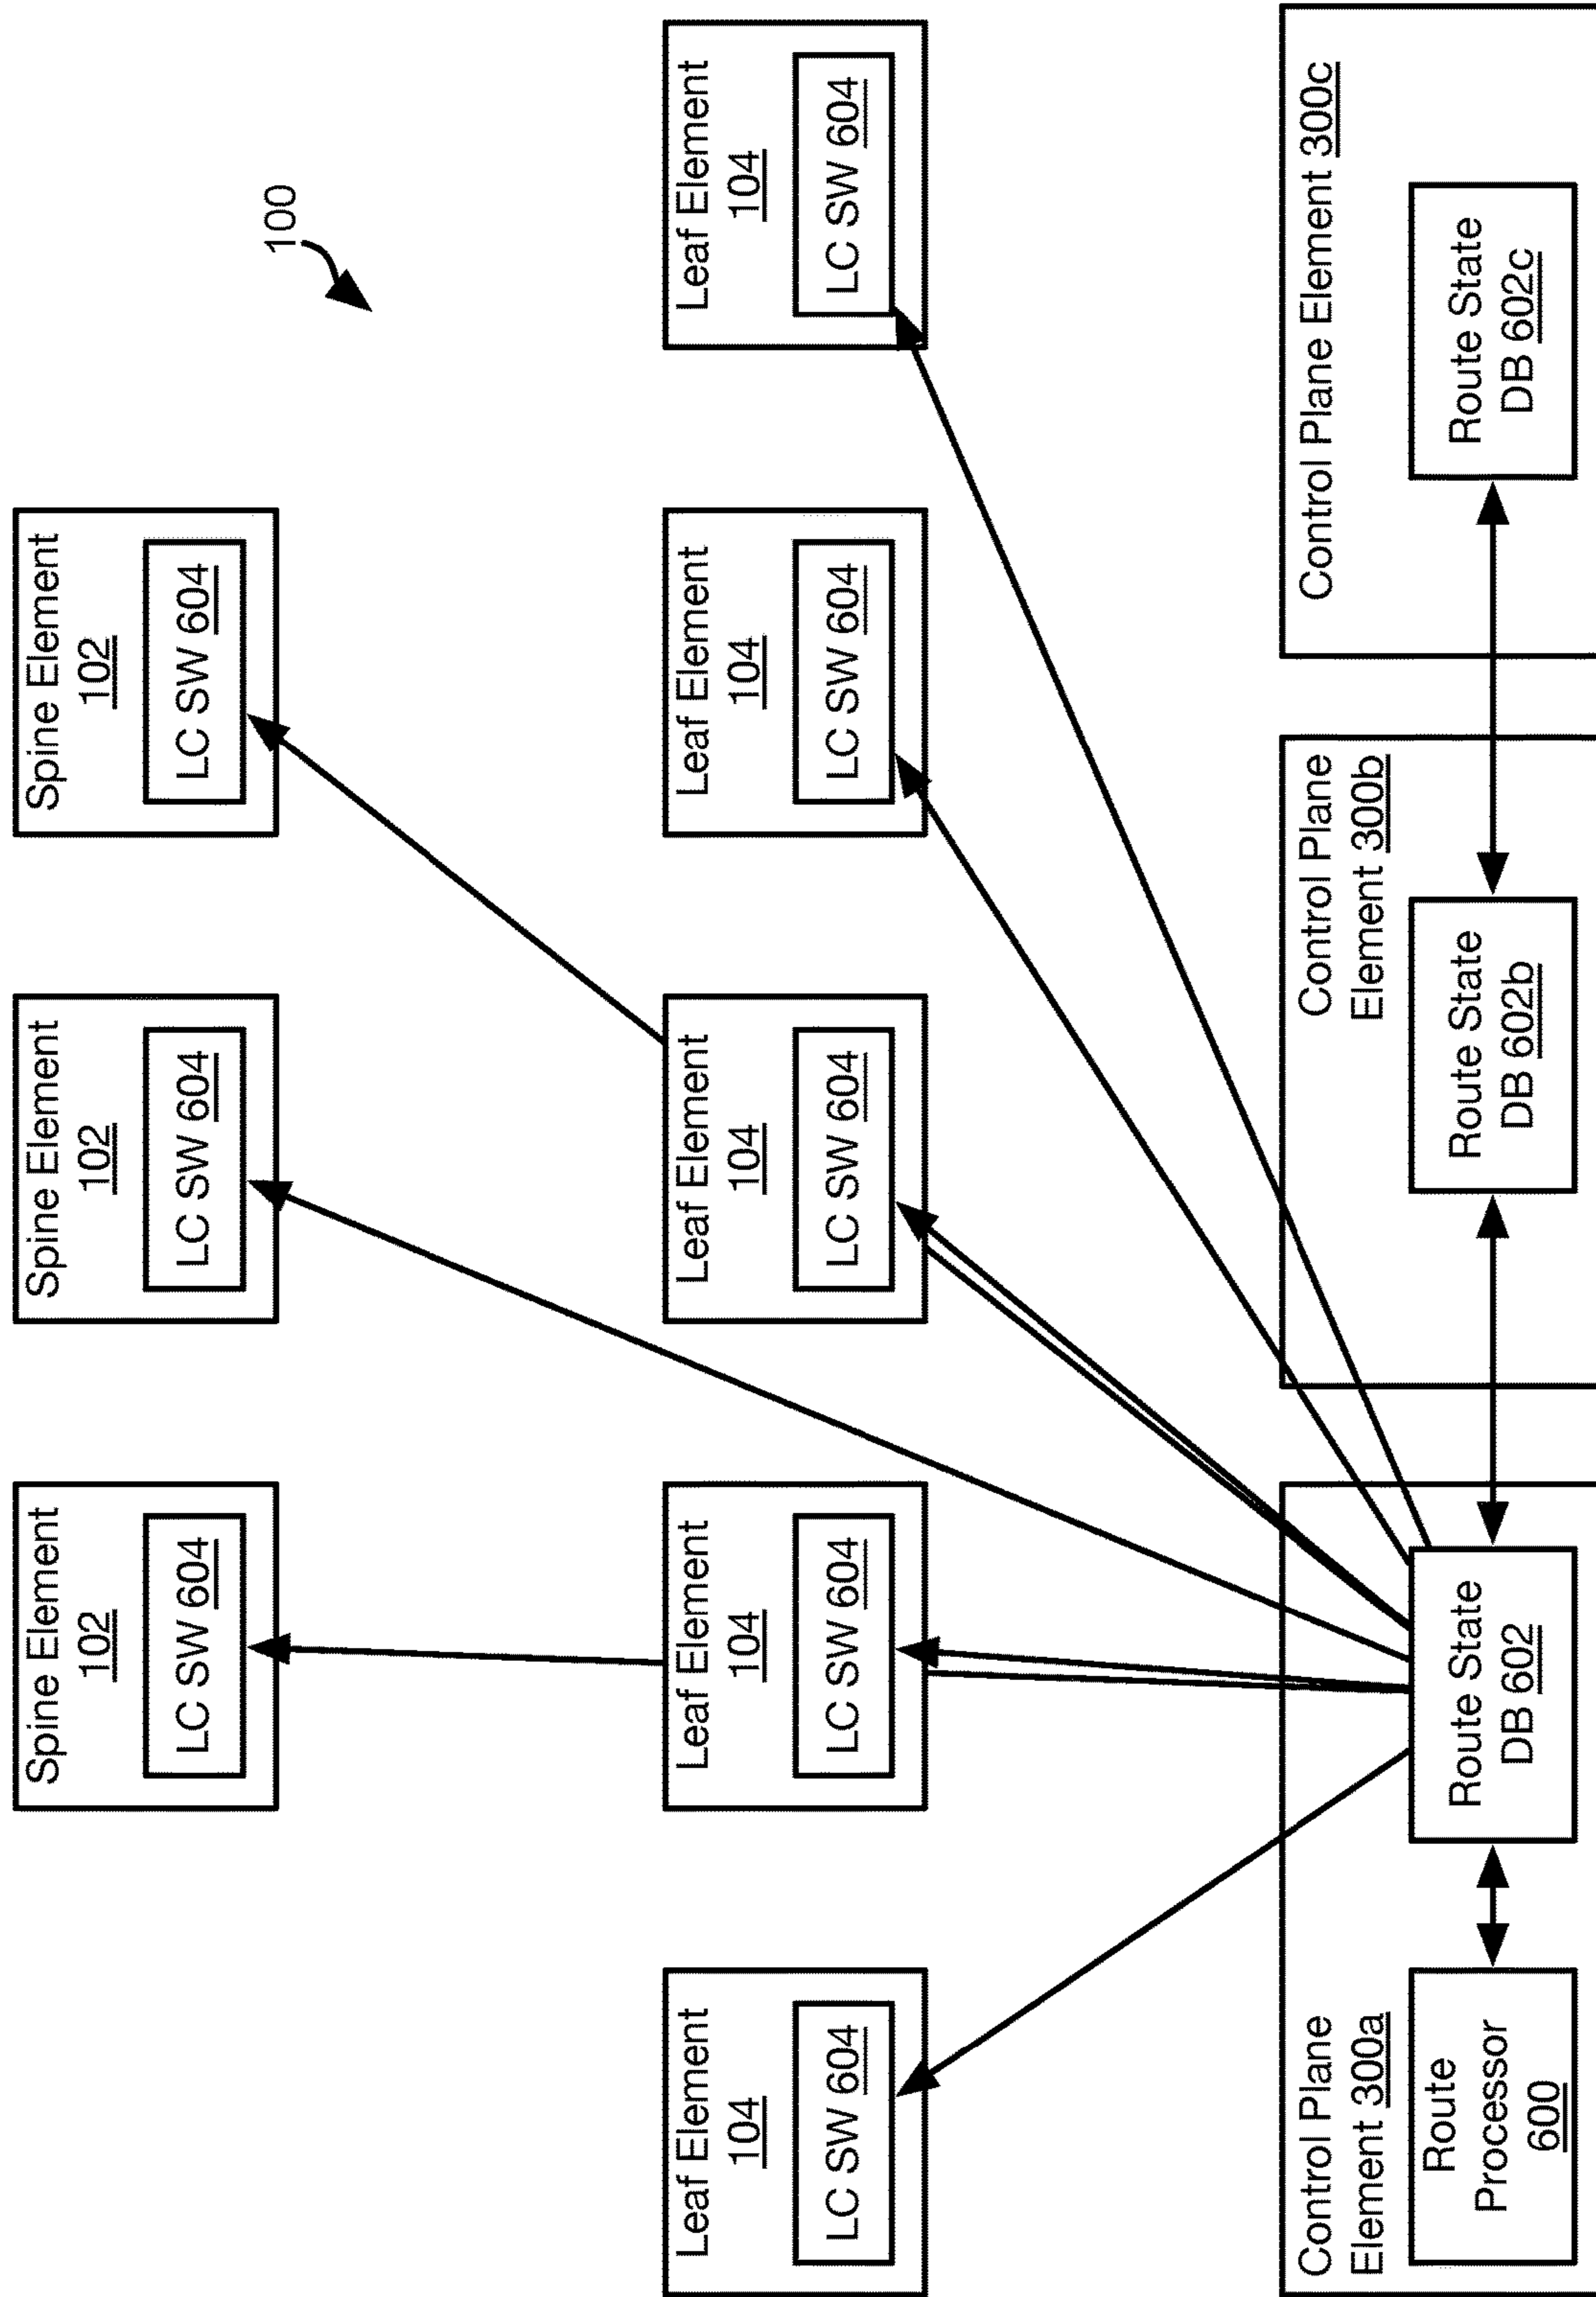 100
Spine Element
102
LC SW 604
Spine Element
102
LC SW 604
Spine Element
102
LC SW 604
Leaf Element
104
LC SW 604
Leaf Element
104
LC SW 604
Leaf Element
104
LC SW 604
Leaf Element
104
LC SW 604
Leaf Element
104
LC SW 604
Control Plane
Element 300a
Route
Processor
600
Route State
DB 602
Control Plane
Element 300b
Route State
DB 602b
Control Plane Element 300c
Route State
DB 602c